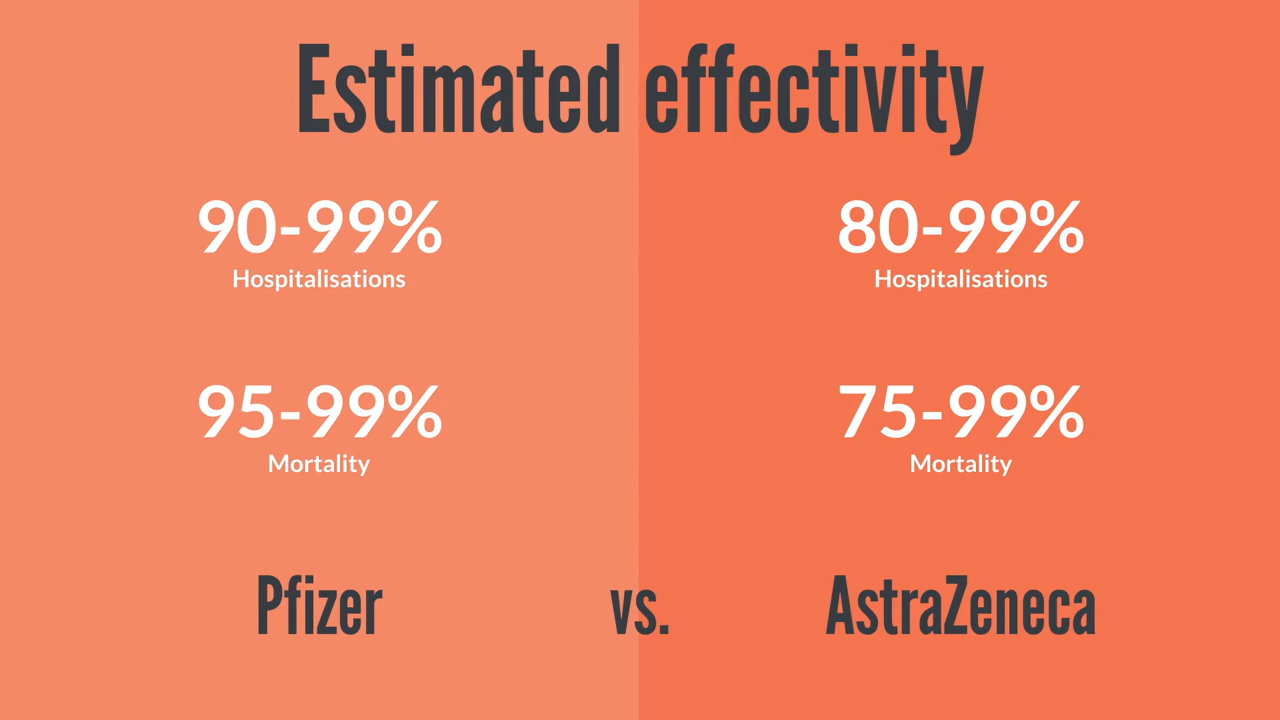 Estimated effectivity
90-99%
Hospitalisations
80-99%
Hospitalisations
95-99%
Mortality
75-99%
Mortality
Pfizer vs. AstraZeneca